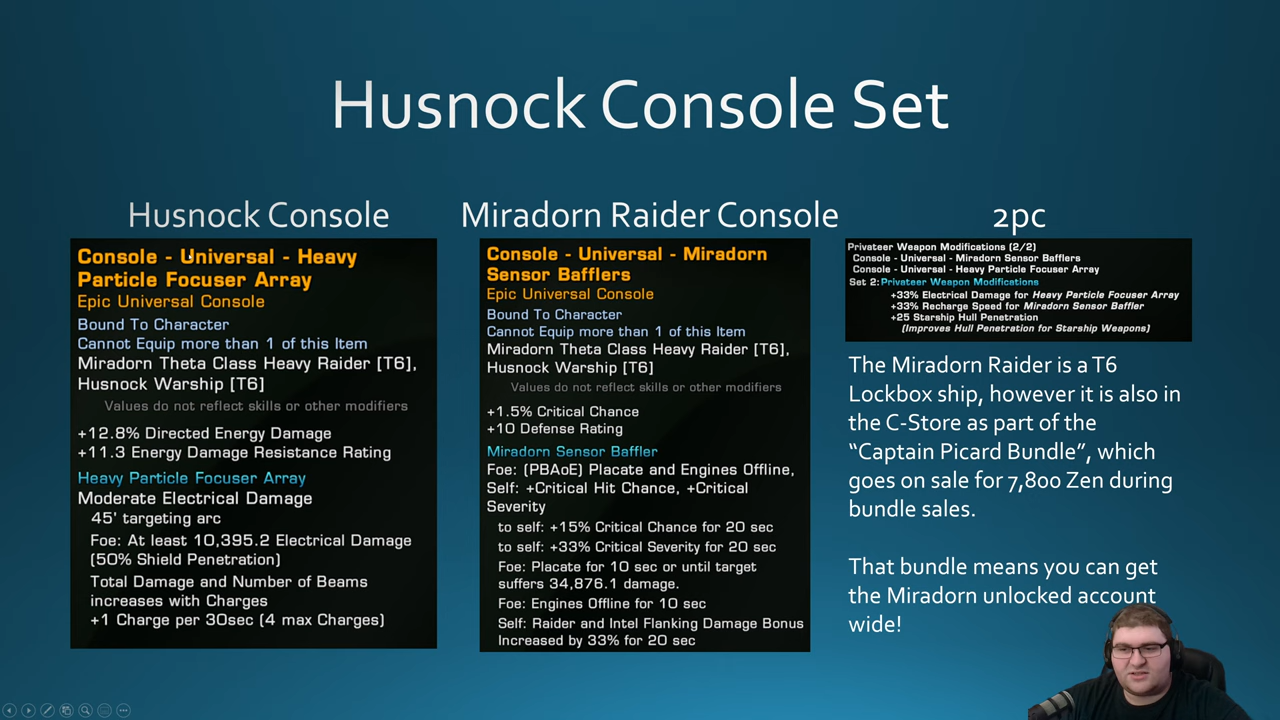 Husnock Console Set
Husnock Console
Console - Universal - Heavy
Particle Focuser Array
Epic Universal Console
Bound To Character
Cannot Equip more than 1 of this Item
Miradorn Theta Class Heavy Raider [T6],
Husnock Warship [T6]
Values do not reflect skills or other modifiers
+12.8% Directed Energy Damage
+11.3 Energy Damage Resistance Rating
Heavy Particle Focuser Array
Moderate Electrical Damage
45' targeting arc
Foe: At least 10,395.2 Electrical Damage
(50% Shield Penetration)
Total Damage and Number of Beams
increases with Charges
+1 Charge per 30sec (4 max Charges)
Miradorn Raider Console
Console - Universal - Miradorn
Sensor Bafflers
Epic Universal Console
Bound To Character
Cannot Equip more than 1 of this Item
Miradorn Theta Class Heavy Raider [T6],
Husnock Warship [T6]
Values do not reflect skills or other modifiers
+1.5% Critical Chance
+10 Defense Rating
Miradorn Sensor Baffler
Foe: (PBAoE) Placate and Engines Offline,
Self: +Critical Hit Chance, +Critical
Severity
to self: +15% Critical Chance for 20 sec
to self: +33% Critical Severity for 20 sec
Foe: Placate for 10 sec or until target
suffers 34,876.1 damage.
Foe: Engines Offline for 10 sec
Self: Raider and Intel Flanking Damage Bonus
Increased by 33% for 20 sec
2pc
Privateer Weapon Modifications (2/2)
Console - Universal - Miradorn Sensor Bafflers
Console - Universal - Heavy Particle Focuser Array
Set 2: Privateer Weapon Modifications
+33% Electrical Damage for Heavy Particle Focuser Array
+33% Recharge Speed for Miradorn Sensor Baffler
+25 Starship Hull Penetration
(Improves Hull Penetration for Starship Weapons)
The Miradorn Raider is a T6
Lockbox ship, however it is also in
the C-Store as part of the
“Captain Picard Bundle”, which
goes on sale for 7,800 Zen during
bundle sales.
That bundle means you can get
the Miradorn unlocked account
wide!